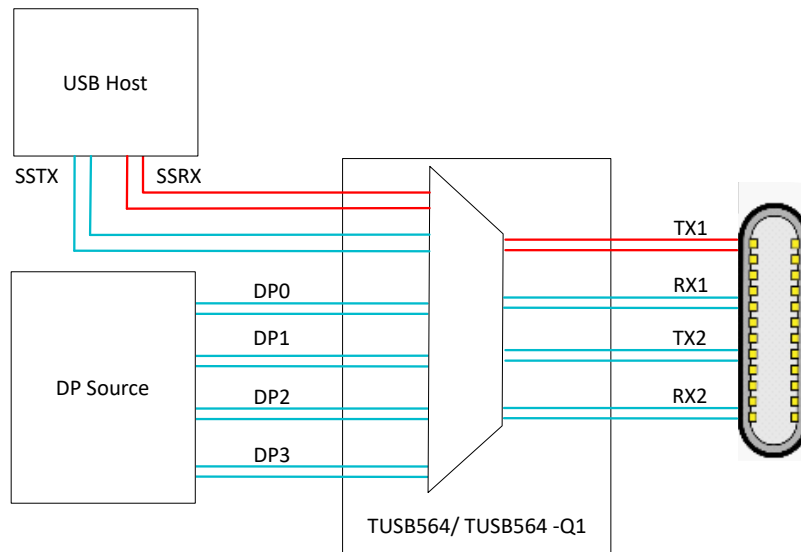 USB Host
SSTX
SSRX
TX1
DP0
RX1
DP1
TX2
DP Source
DP2
RX2
DP3
TUSB564/ TUSB564 -Q1